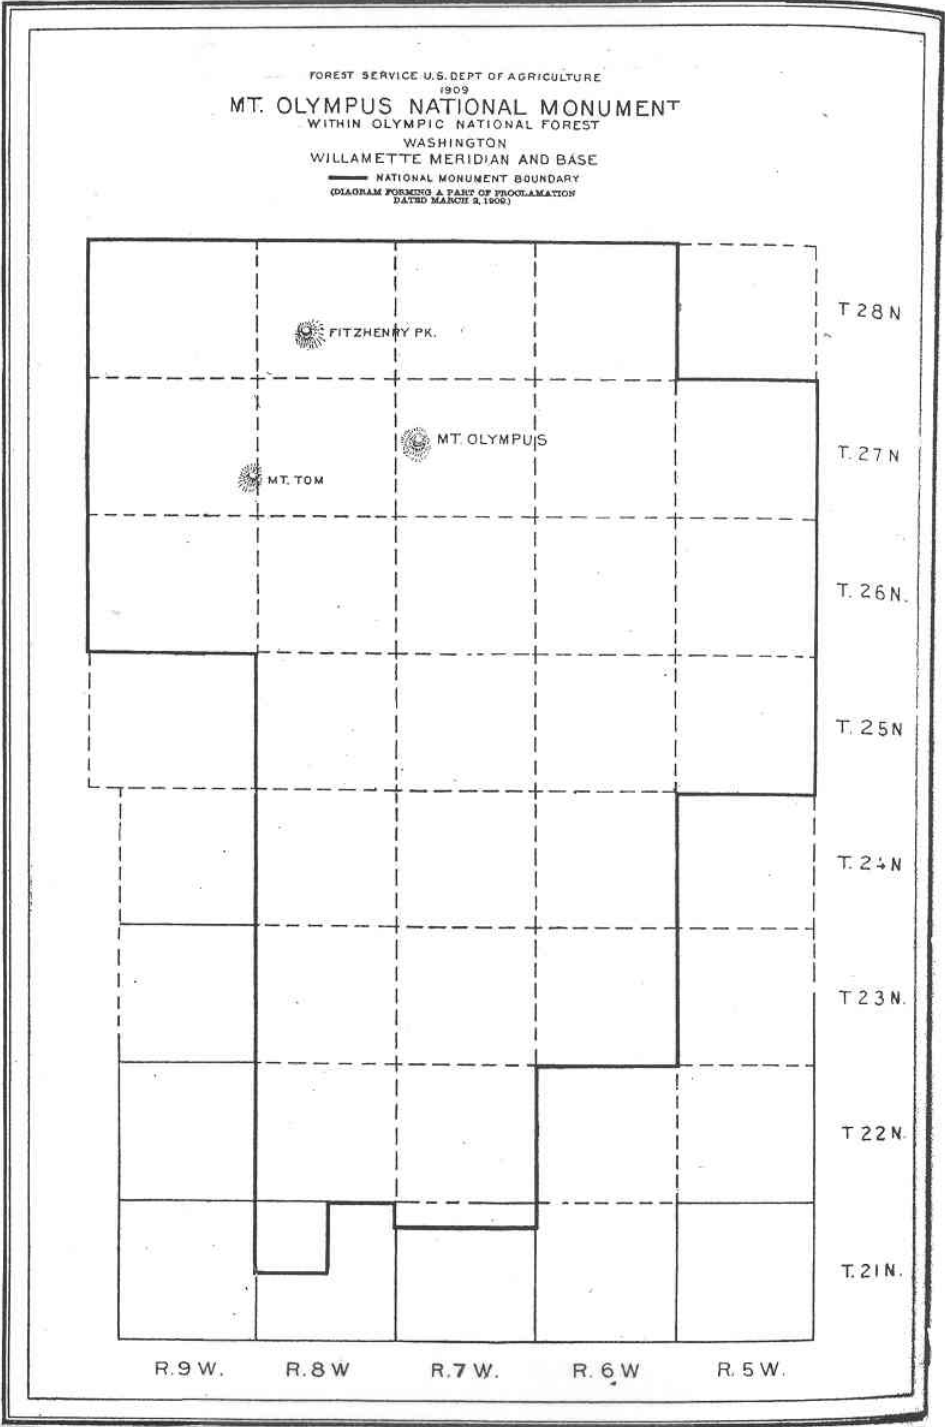 FOREST SERVICE U.S. DEPT OF AGRICULTURE
1909
MT. OLYMPUS NATIONAL MONUMENT
WITHIN OLYMPIC NATIONAL FOREST
WASHINGTON
WILLAMETTE MERIDIAN AND BASE
NATIONAL MONUMENT BOUNDARY
(DIAGRAM FORMING A PART OF PROCLAMATION
DATED MARCH 2, 1909.)
T 28 N
FITZHENRY PK.
MT. OLYMPUS
T. 27 N
MT. TOM
T. 26 N.
T. 25 N
T. 24 N
T 23 N.
T 22 N.
T. 21 N.
R. 9 W. R. 8 W R. 7 W. R. 6 W R. 5 W.